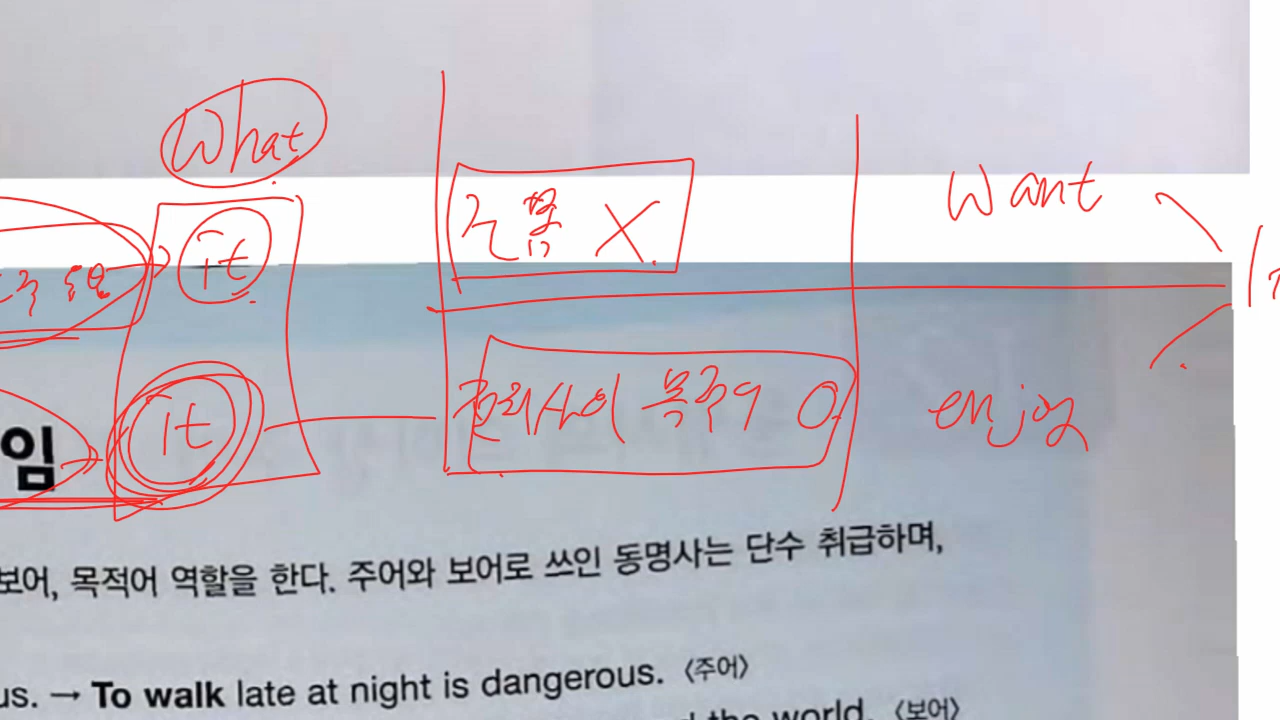 What
want
it
전치사의 목적어 O
enjoy
it
임
보어, 목적어 역할을 한다. 주어와 보어로 쓰인 동명사는 단수 취급하며,
us. → To walk late at night is dangerous. 〈주어〉
the world. 〈보어〉